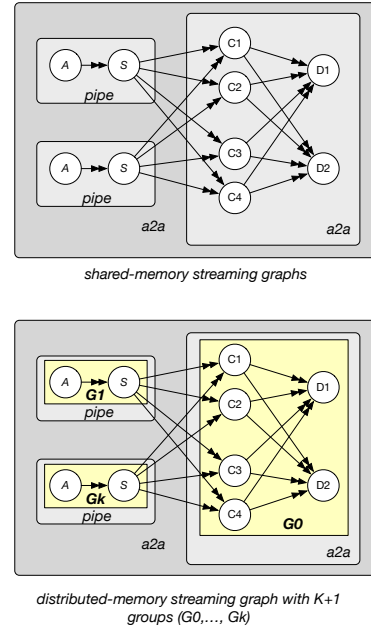 A
S
pipe
A
S
pipe
a2a
C1
C2
C3
C4
D1
D2
a2a
shared-memory streaming graphs
A
S
G1
pipe
A
S
Gk
pipe
a2a
C1
C2
C3
C4
D1
D2
G0
a2a
distributed-memory streaming graph with K+1
groups (G0,..., Gk)